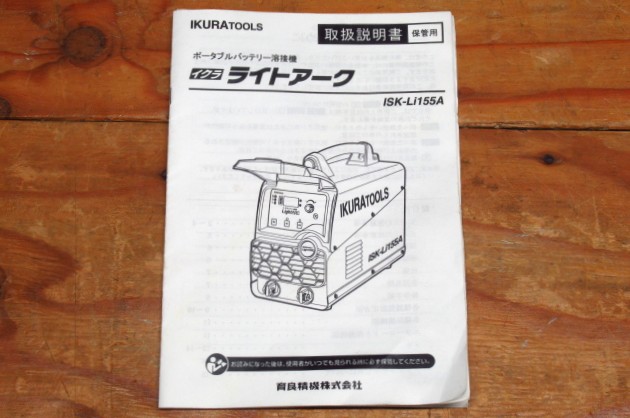 IKURATOOLS
取扱説明書 保管用
ポータブルバッテリー溶接機
イクラ ライトアーク
ISK-Li155A
IKURATOOLS
ISK-Li155A
お読みになった後は、使用者がいつでも見られる所に必ず保管してください。
育良精機株式会社